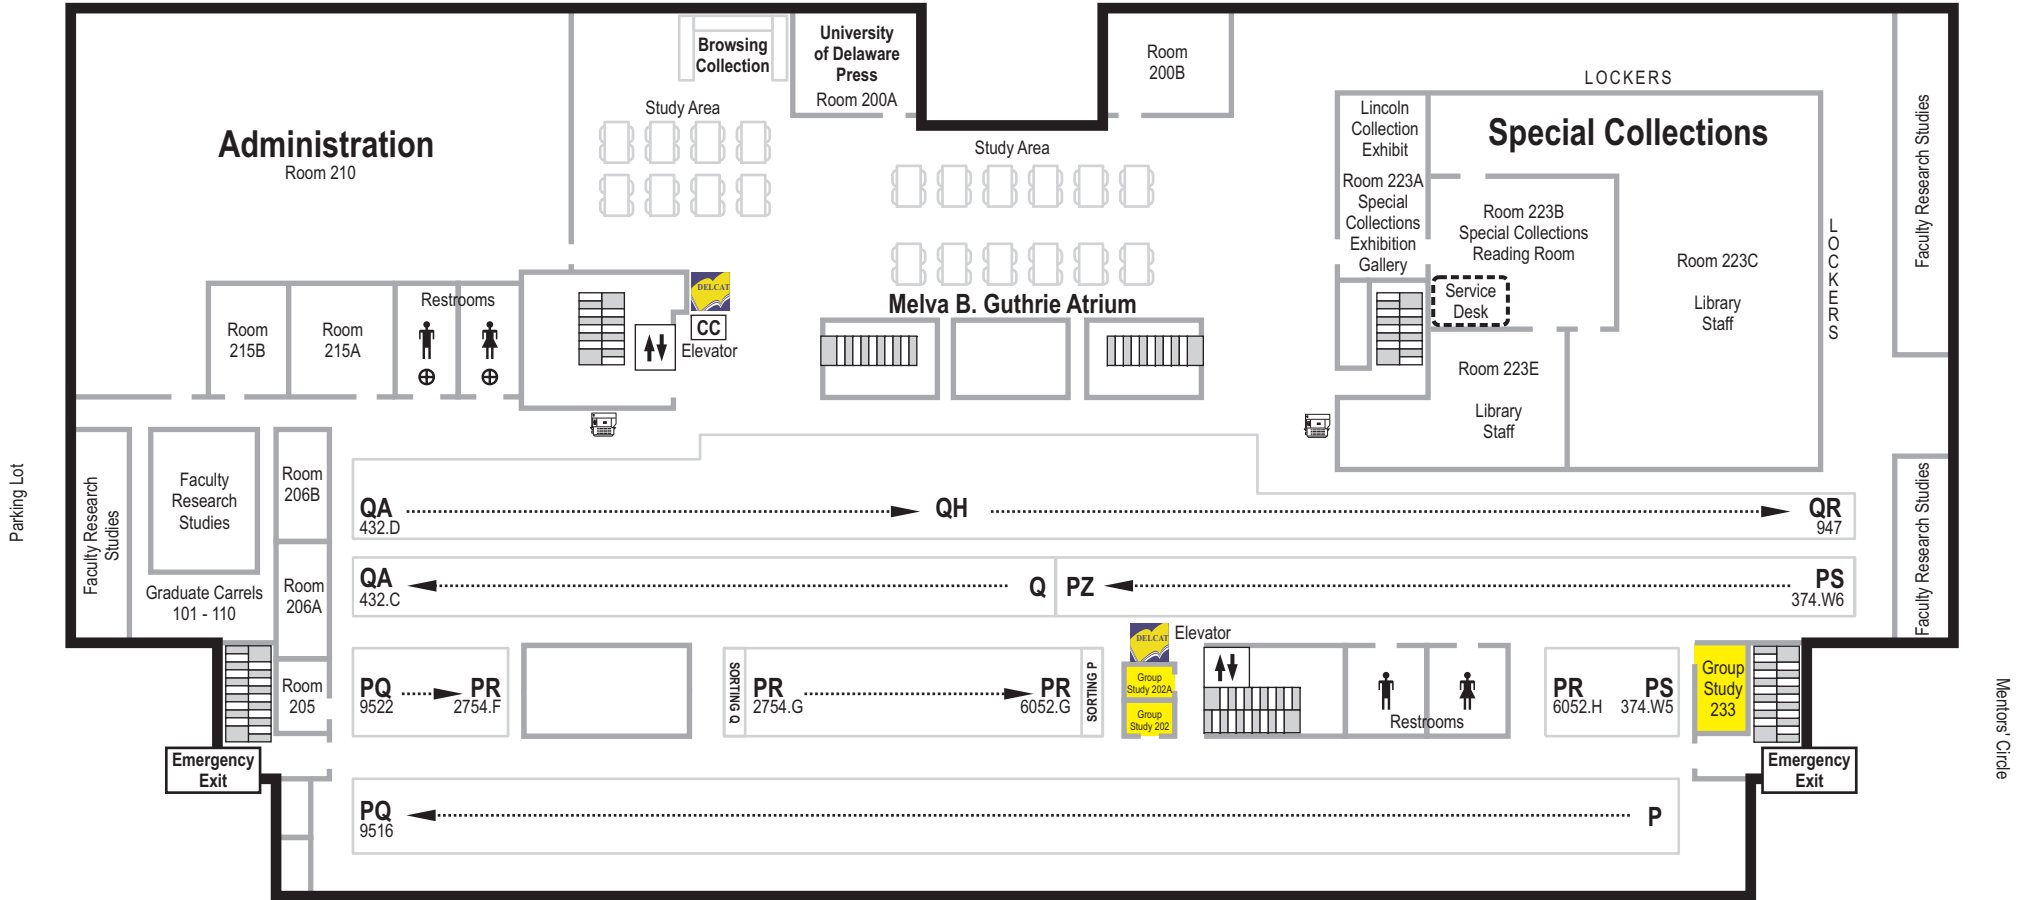 Browsing
Collection
University
of Delaware
Press
Room 200A
Room
200B
LOCKERS
Study Area
Study Area
Administration
Room 210
Lincoln
Collection
Exhibit
Room 223A
Special
Collections
Exhibition
Gallery
Special Collections
Room 223B
Special Collections
Reading Room
Service
Desk
Room 223C
Library
Staff
LOCKERS
Faculty Research Studies
Room
215B
Room
215A
Restrooms
DELCAT
CC
Elevator
Melva B. Guthrie Atrium
Room 223E
Library
Staff
Parking Lot
Faculty Research
Studies
Faculty
Research
Studies
Graduate Carrels
101 - 110
Room
206B
Room
206A
Room
205
QA
432.D
QH
QR
947
QA
432.C
Q
PZ
PS
374.W6
Faculty Research Studies
PQ
9522
PR
2754.F
SORTING Q
PR
2754.G
PR
6052.G
SORTING P
DELCAT
Elevator
Group
Study 202A
Group
Study 202
Restrooms
PR
6052.H
PS
374.W5
Group
Study
233
Mentors' Circle
Emergency
Exit
Emergency
Exit
PQ
9516
P